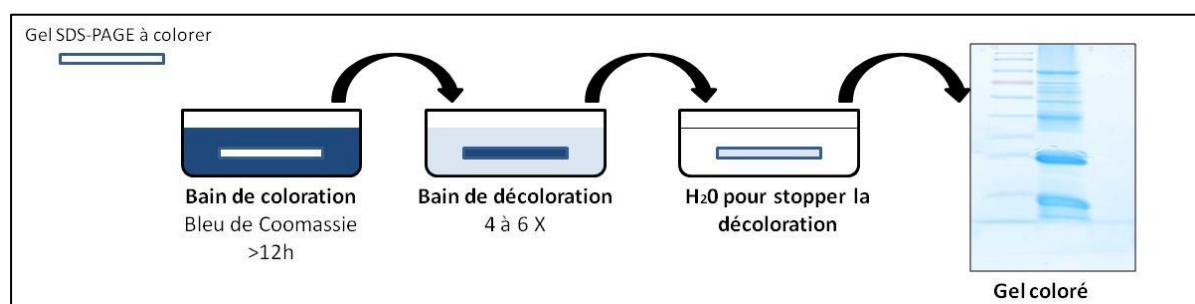 Gel SDS-PAGE à colorer
Bain de coloration
Bleu de Coomassie
>12h
Bain de décoloration
4 à 6 X
H₂0 pour stopper la
décoloration
Gel coloré